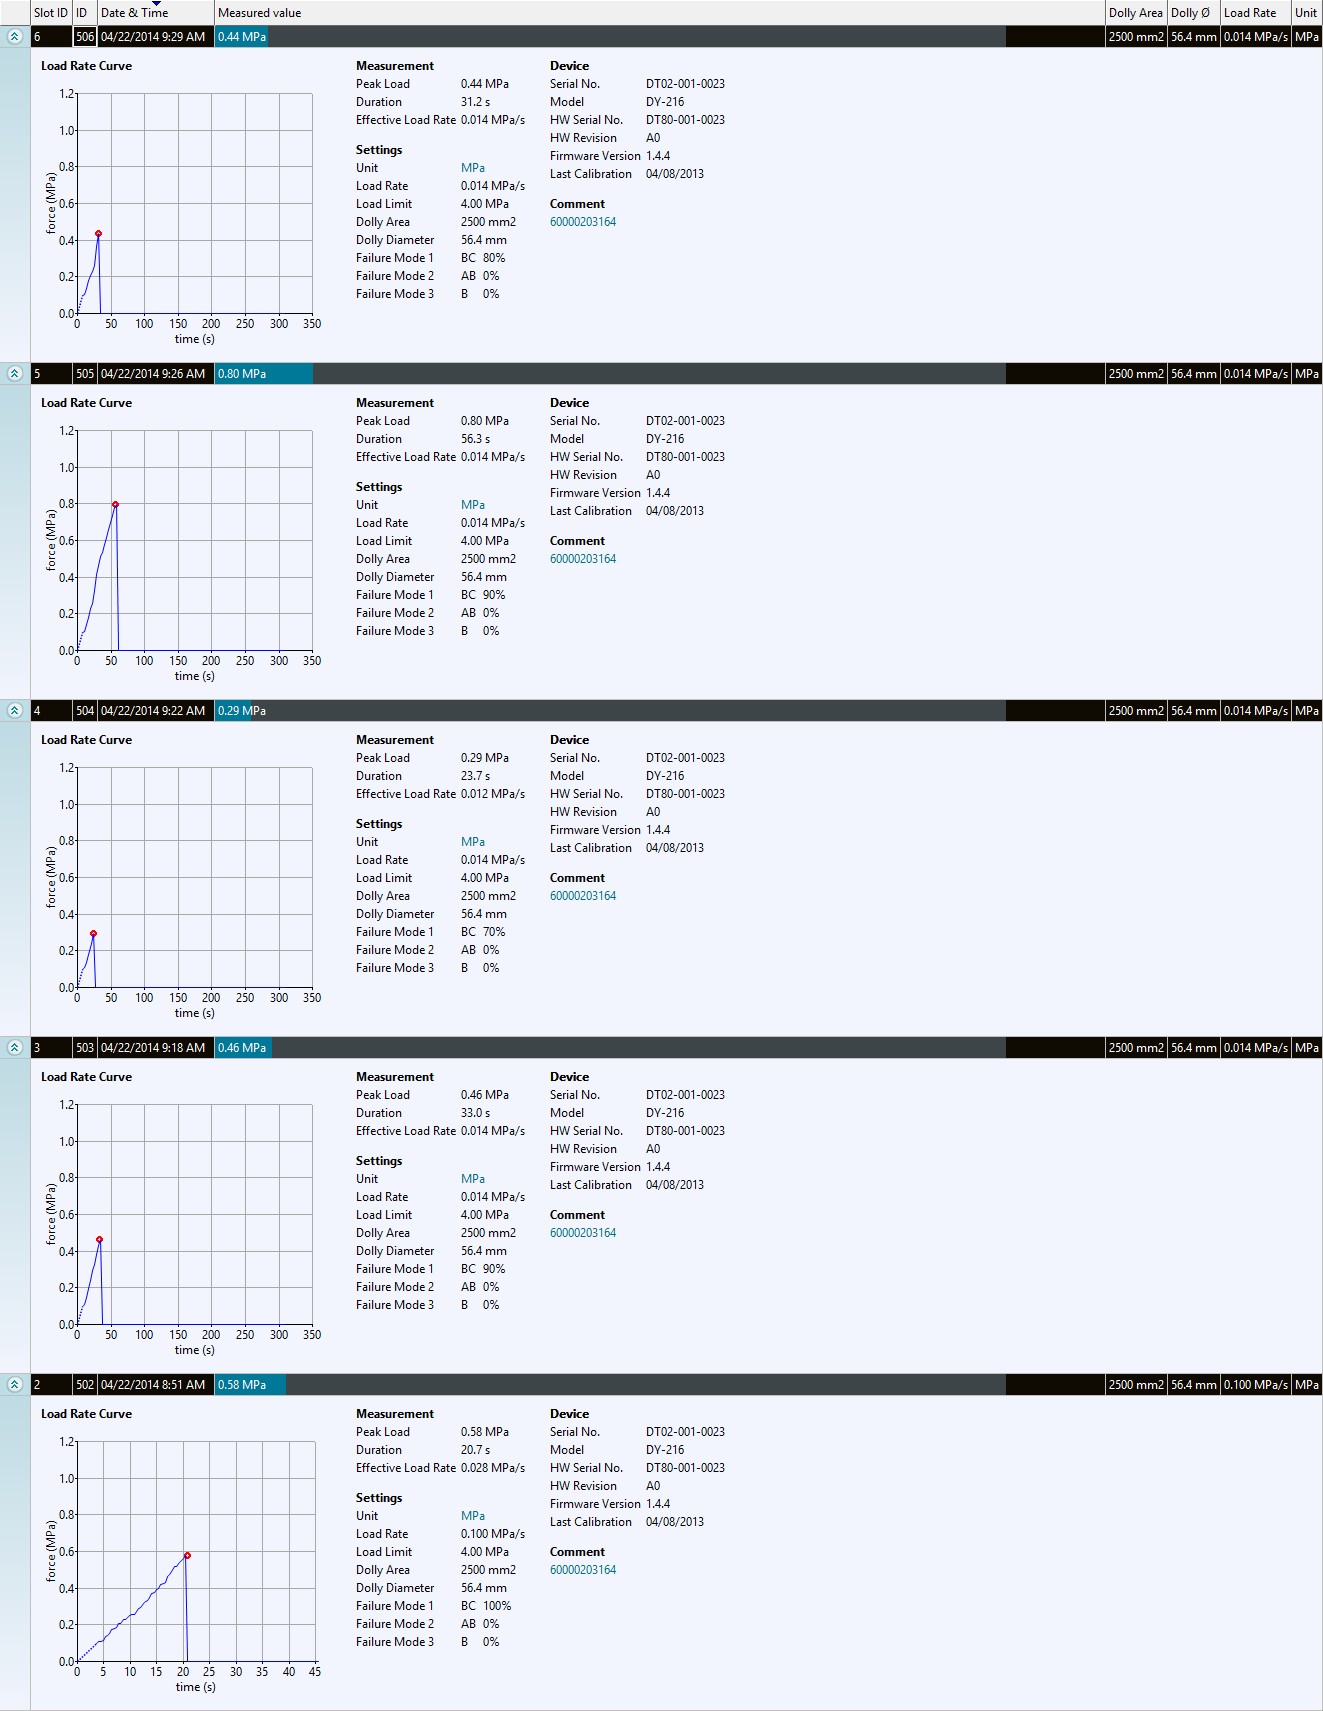 Slot ID ID Date & Time Measured value Dolly Area Dolly Ø Load Rate Unit
6 506 04/22/2014 9:29 AM 0.44 MPa 2500 mm2 56.4 mm 0.014 MPa/s MPa
Load Rate Curve
1.2
1.0
0.8
0.6
0.4
0.2
0.0
force (MPa)
0 50 100 150 200 250 300 350
time (s)
Measurement
Peak Load 0.44 MPa
Duration 31.2 s
Effective Load Rate 0.014 MPa/s
Settings
Unit MPa
Load Rate 0.014 MPa/s
Load Limit 4.00 MPa
Dolly Area 2500 mm2
Dolly Diameter 56.4 mm
Failure Mode 1 BC 80%
Failure Mode 2 AB 0%
Failure Mode 3 B 0%
Device
Serial No. DT02-001-0023
Model DY-216
HW Serial No. DT80-001-0023
HW Revision A0
Firmware Version 1.4.4
Last Calibration 04/08/2013
Comment
60000203164
5 505 04/22/2014 9:26 AM 0.80 MPa 2500 mm2 56.4 mm 0.014 MPa/s MPa
Load Rate Curve
1.2
1.0
0.8
0.6
0.4
0.2
0.0
force (MPa)
0 50 100 150 200 250 300 350
time (s)
Measurement
Peak Load 0.80 MPa
Duration 56.3 s
Effective Load Rate 0.014 MPa/s
Settings
Unit MPa
Load Rate 0.014 MPa/s
Load Limit 4.00 MPa
Dolly Area 2500 mm2
Dolly Diameter 56.4 mm
Failure Mode 1 BC 90%
Failure Mode 2 AB 0%
Failure Mode 3 B 0%
Device
Serial No. DT02-001-0023
Model DY-216
HW Serial No. DT80-001-0023
HW Revision A0
Firmware Version 1.4.4
Last Calibration 04/08/2013
Comment
60000203164
4 504 04/22/2014 9:22 AM 0.29 MPa 2500 mm2 56.4 mm 0.014 MPa/s MPa
Load Rate Curve
1.2
1.0
0.8
0.6
0.4
0.2
0.0
force (MPa)
0 50 100 150 200 250 300 350
time (s)
Measurement
Peak Load 0.29 MPa
Duration 23.7 s
Effective Load Rate 0.012 MPa/s
Settings
Unit MPa
Load Rate 0.014 MPa/s
Load Limit 4.00 MPa
Dolly Area 2500 mm2
Dolly Diameter 56.4 mm
Failure Mode 1 BC 70%
Failure Mode 2 AB 0%
Failure Mode 3 B 0%
Device
Serial No. DT02-001-0023
Model DY-216
HW Serial No. DT80-001-0023
HW Revision A0
Firmware Version 1.4.4
Last Calibration 04/08/2013
Comment
60000203164
3 503 04/22/2014 9:18 AM 0.46 MPa 2500 mm2 56.4 mm 0.014 MPa/s MPa
Load Rate Curve
1.2
1.0
0.8
0.6
0.4
0.2
0.0
force (MPa)
0 50 100 150 200 250 300 350
time (s)
Measurement
Peak Load 0.46 MPa
Duration 33.0 s
Effective Load Rate 0.014 MPa/s
Settings
Unit MPa
Load Rate 0.014 MPa/s
Load Limit 4.00 MPa
Dolly Area 2500 mm2
Dolly Diameter 56.4 mm
Failure Mode 1 BC 90%
Failure Mode 2 AB 0%
Failure Mode 3 B 0%
Device
Serial No. DT02-001-0023
Model DY-216
HW Serial No. DT80-001-0023
HW Revision A0
Firmware Version 1.4.4
Last Calibration 04/08/2013
Comment
60000203164
2 502 04/22/2014 8:51 AM 0.58 MPa 2500 mm2 56.4 mm 0.100 MPa/s MPa
Load Rate Curve
1.2
1.0
0.8
0.6
0.4
0.2
0.0
force (MPa)
0 5 10 15 20 25 30 35 40 45
time (s)
Measurement
Peak Load 0.58 MPa
Duration 20.7 s
Effective Load Rate 0.028 MPa/s
Settings
Unit MPa
Load Rate 0.100 MPa/s
Load Limit 4.00 MPa
Dolly Area 2500 mm2
Dolly Diameter 56.4 mm
Failure Mode 1 BC 100%
Failure Mode 2 AB 0%
Failure Mode 3 B 0%
Device
Serial No. DT02-001-0023
Model DY-216
HW Serial No. DT80-001-0023
HW Revision A0
Firmware Version 1.4.4
Last Calibration 04/08/2013
Comment
60000203164